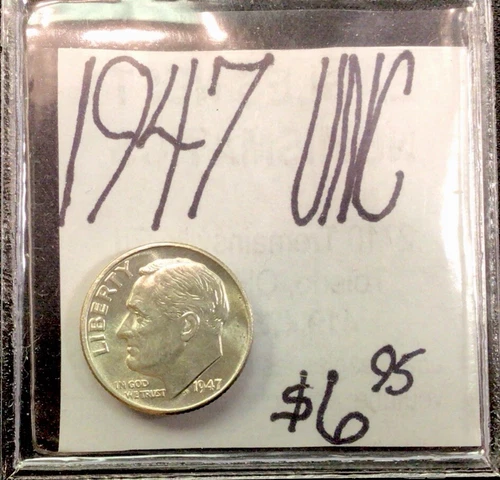 1947 UNC
LIBERTY
IN GOD
WE TRUST
1947
$6 95